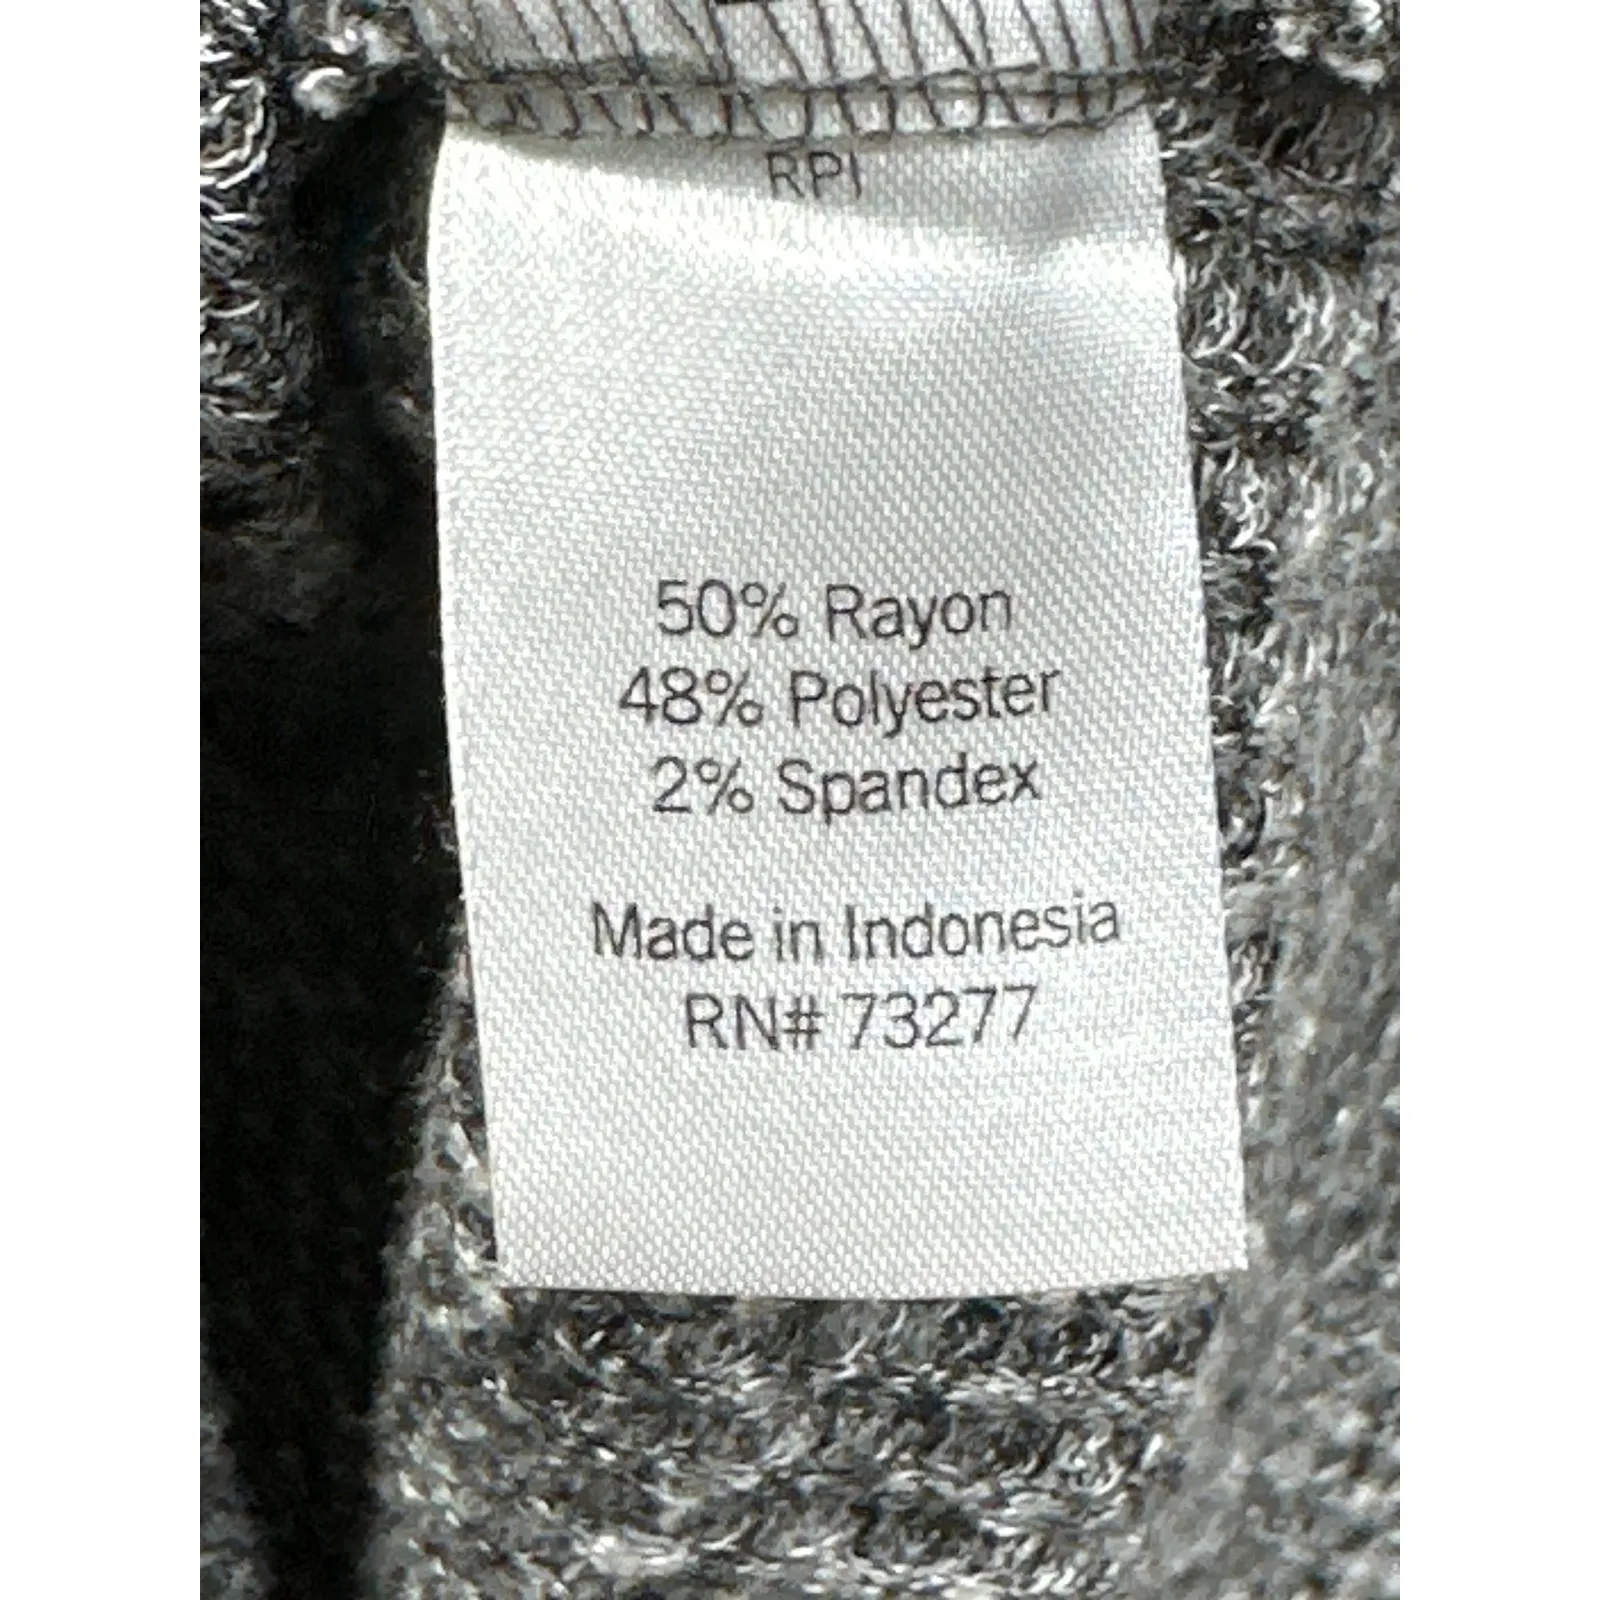 RPI
50% Rayon
48% Polyester
2% Spandex
Made in Indonesia
RN# 73277